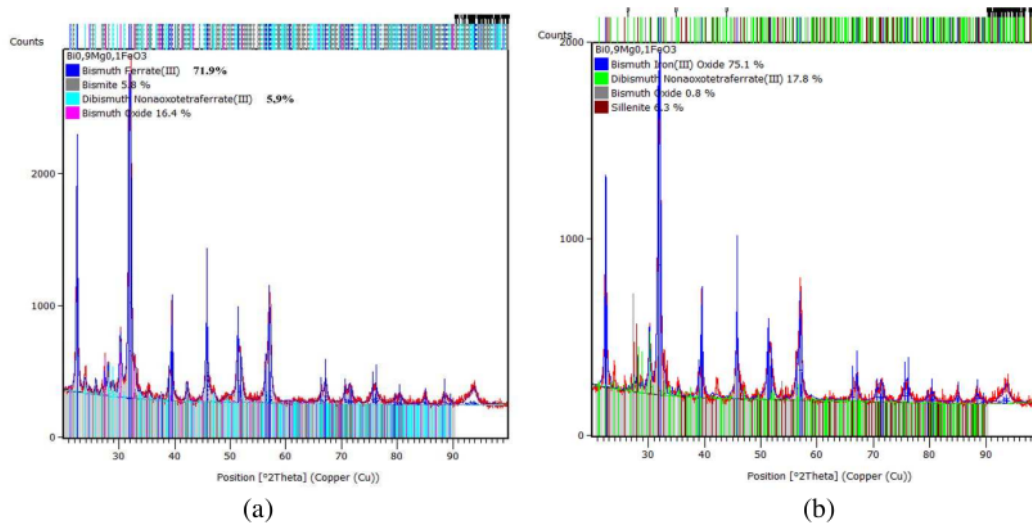 Counts
Bi0,9Mg0,1FeO3
Bismuth Ferrate(III) 71.9%
Bismite 5.8 %
Dibismuth Nonaoxotetraferrate(III) 5,9%
Bismuth Oxide 16.4 %
2000
1000
0
30 40 50 60 70 80 90
Position [°2Theta] (Copper (Cu))
(a)
Counts
2000
Bi0,9Mg0,1FeO3
Bismuth Iron(III) Oxide 75.1 %
Dibismuth Nonaoxotetraferrate(III) 17.8 %
Bismuth Oxide 0.8 %
Sillenite 6.3 %
1000
0
30 40 50 60 70 80 90
Position [°2Theta] (Copper (Cu))
(b)